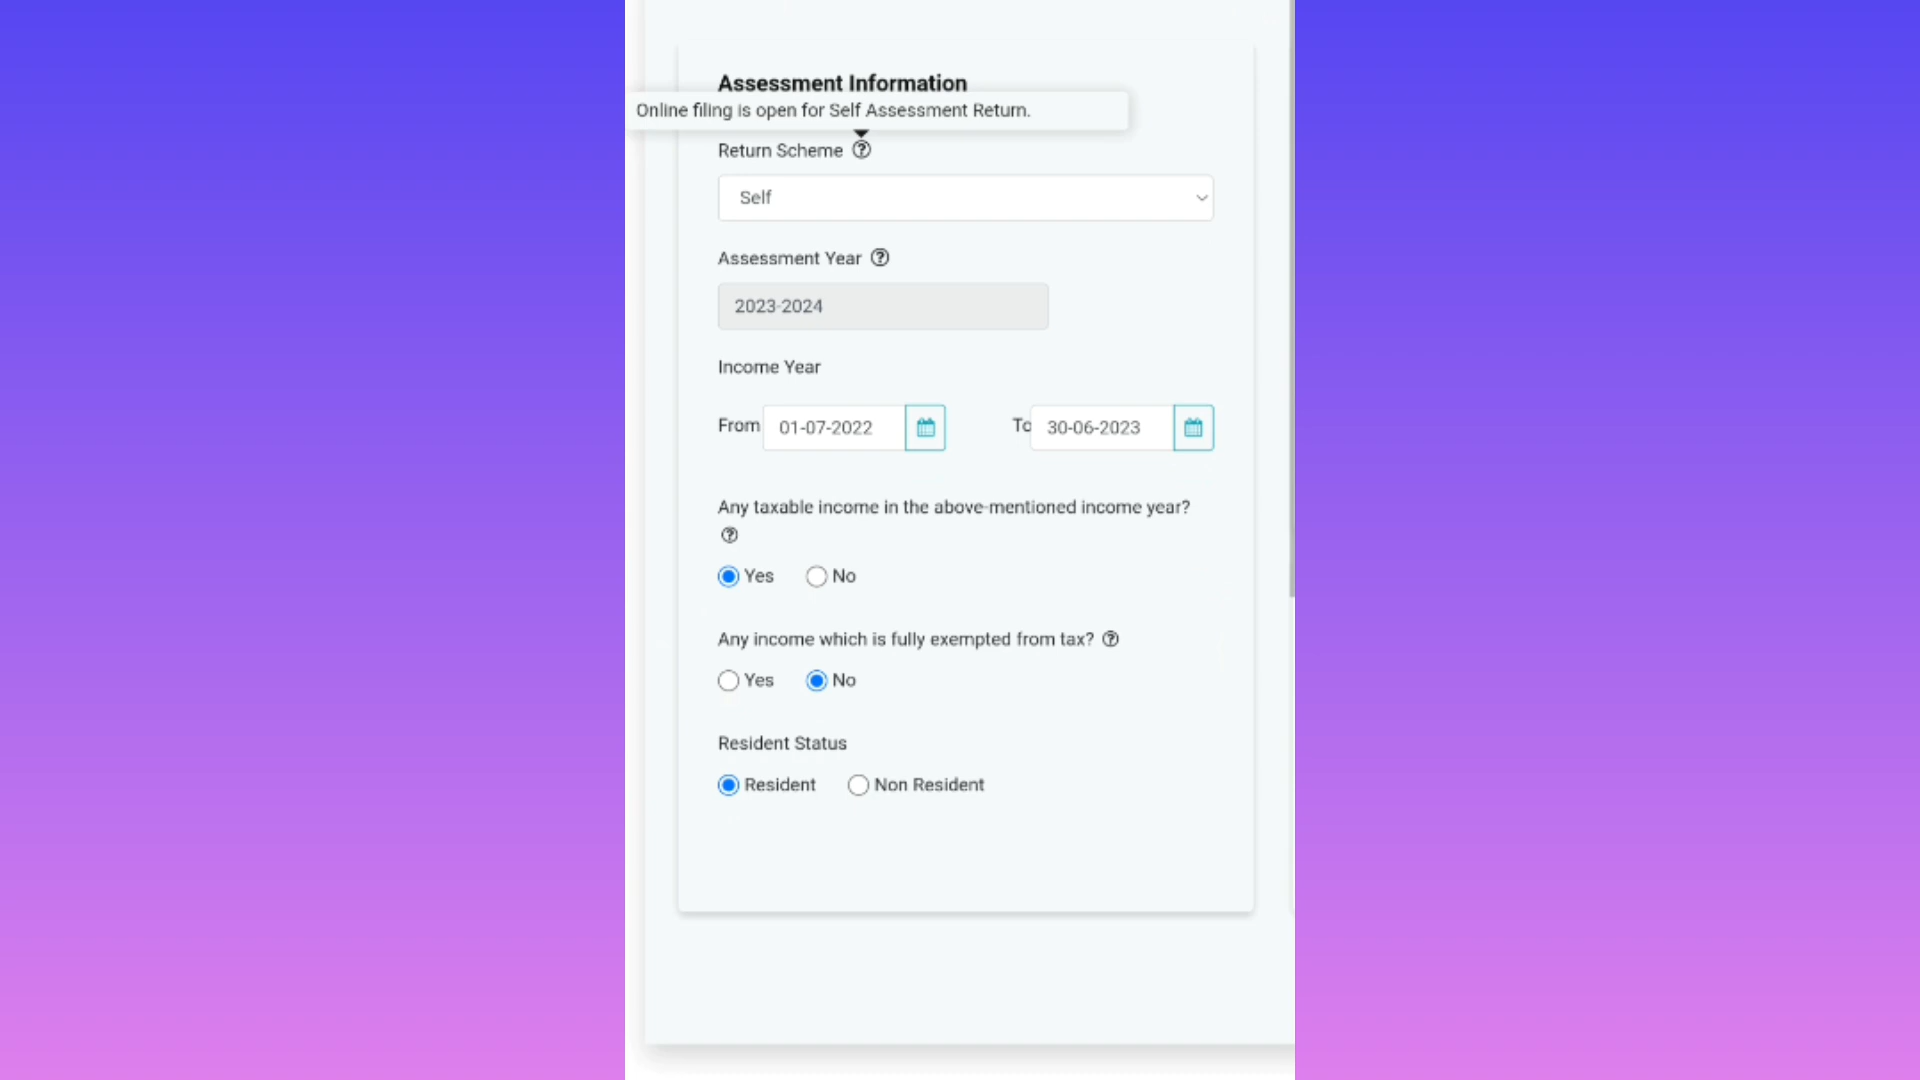 Assessment Information
Online filing is open for Self Assessment Return.
Return Scheme
Self
Assessment Year
2023-2024
Income Year
From 01-07-2022 To 30-06-2023
Any taxable income in the above-mentioned income year?
Yes No
Any income which is fully exempted from tax?
Yes No
Resident Status
Resident Non Resident